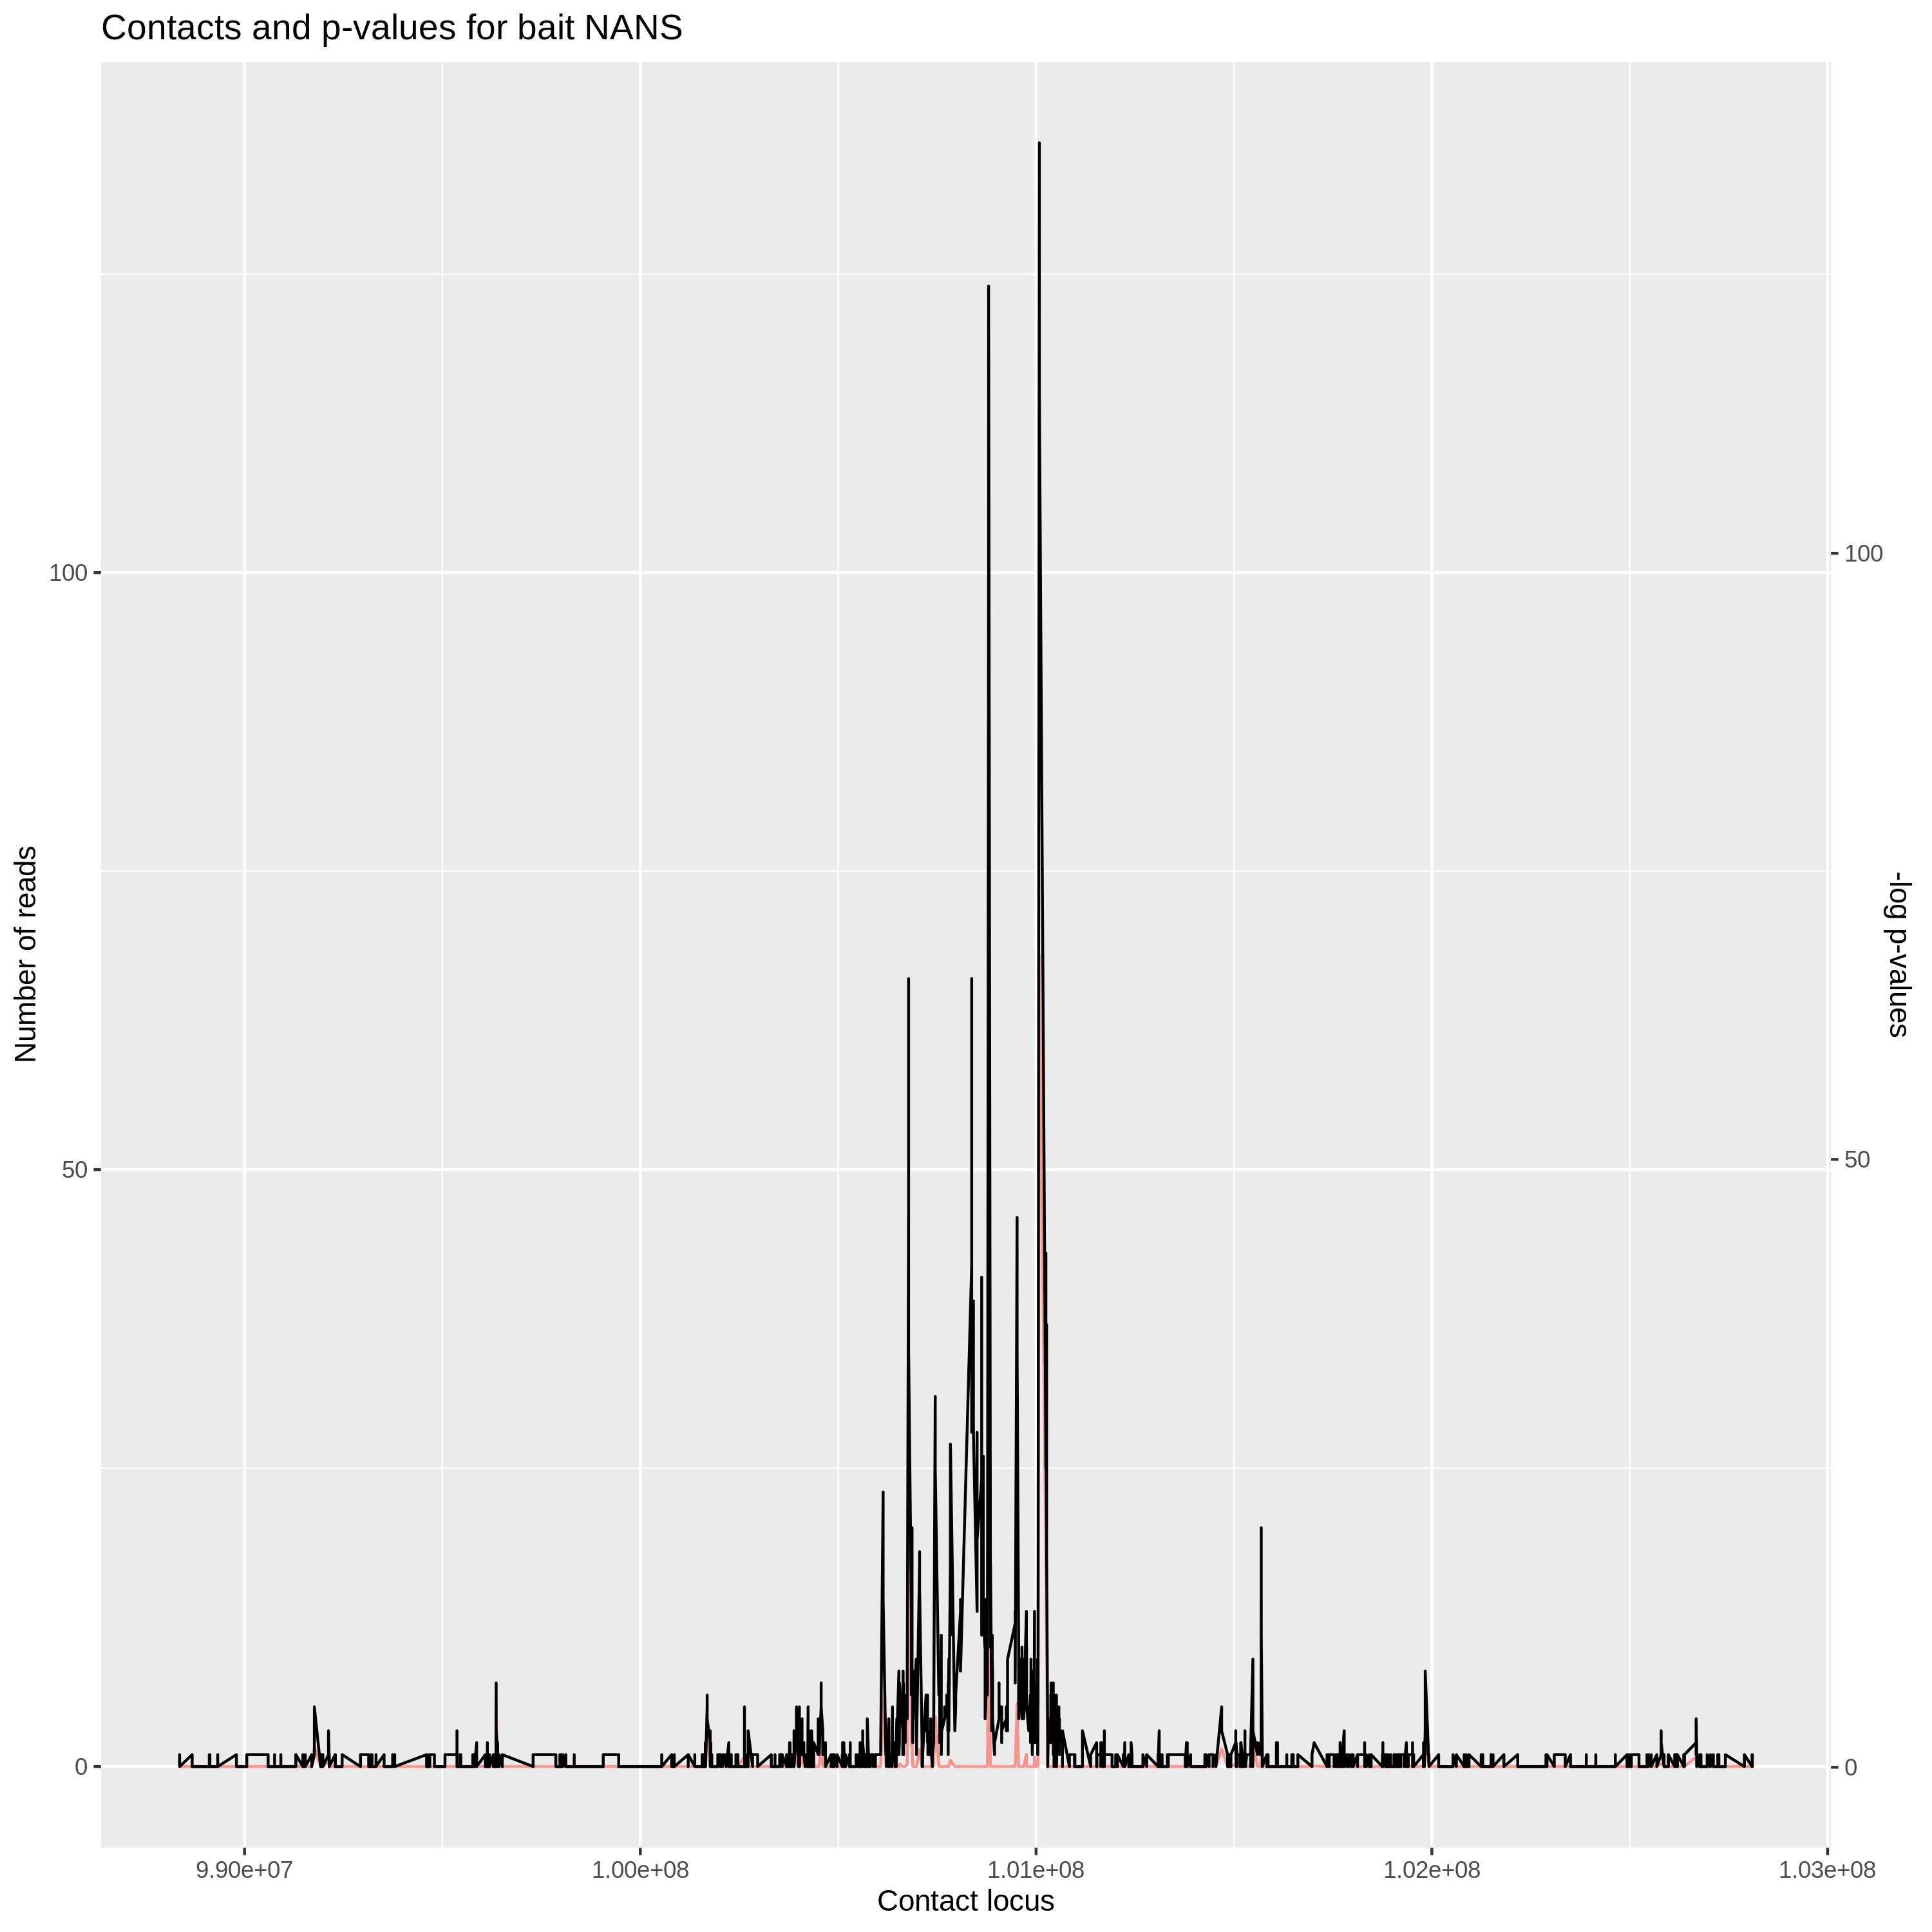 Contacts and p-values for bait NANS
Number of reads
100
50
0
100
50
0
-log p-values
9.90e+07
1.00e+08
1.01e+08
1.02e+08
1.03e+08
Contact locus